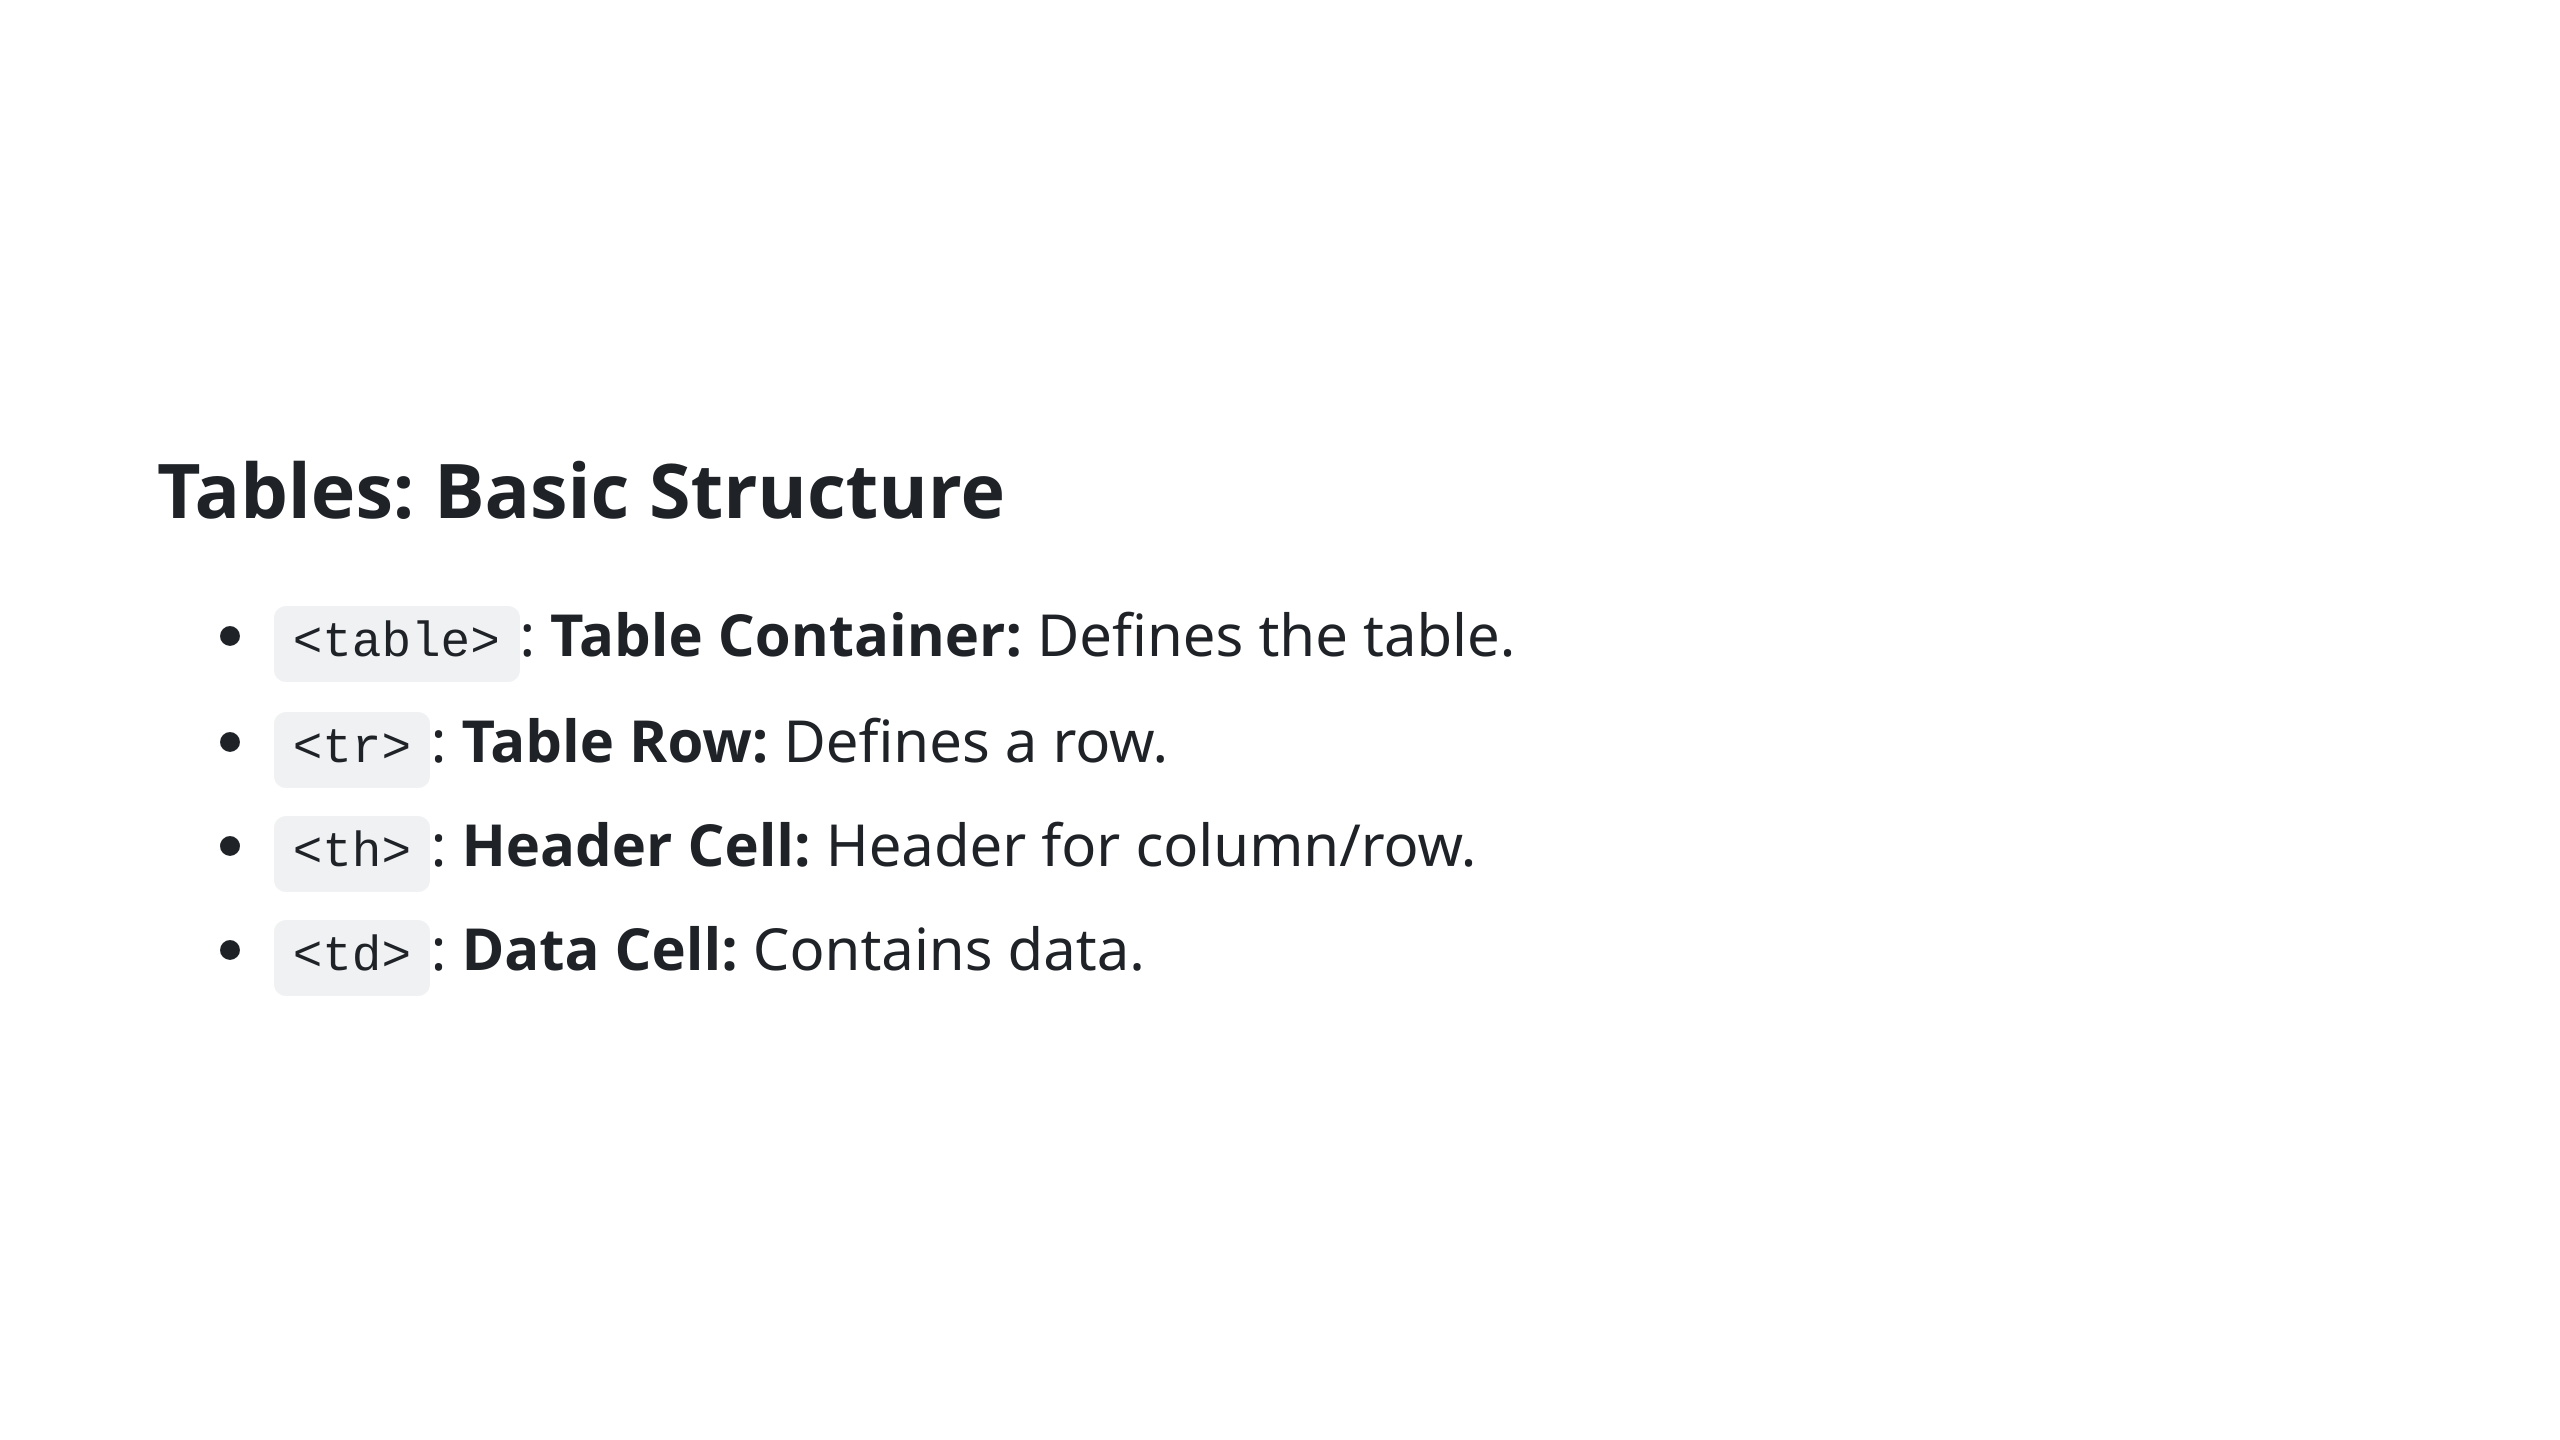 Tables: Basic Structure
• <table>: Table Container: Defines the table.
• <tr>: Table Row: Defines a row.
• <th>: Header Cell: Header for column/row.
• <td>: Data Cell: Contains data.